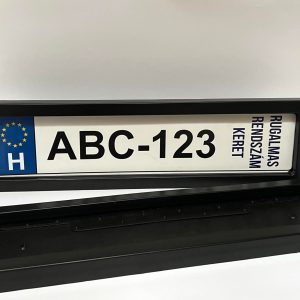 H
ABC-123
RUGALMAS
RENDSZÁM
KERET